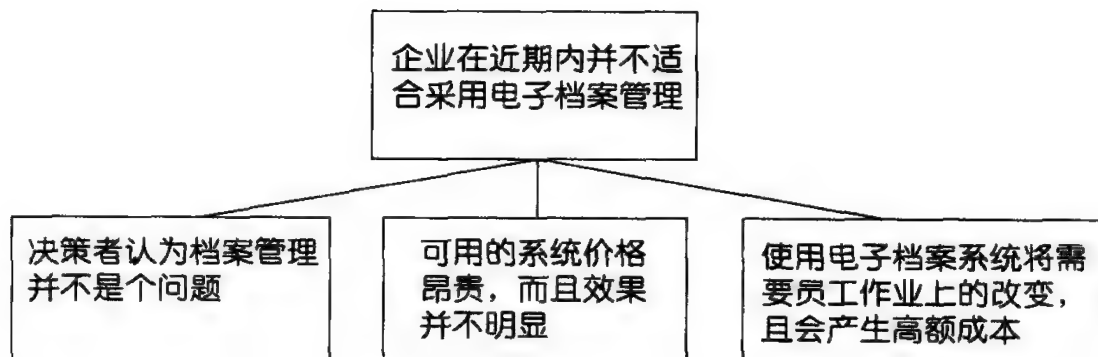 企业在近期内并不适
合采用电子档案管理
决策者认为档案管理
并不是个问题
可用的系统价格
昂贵，而且效果
并不明显
使用电子档案系统将需
要员工作业上的改变，
且会产生高额成本